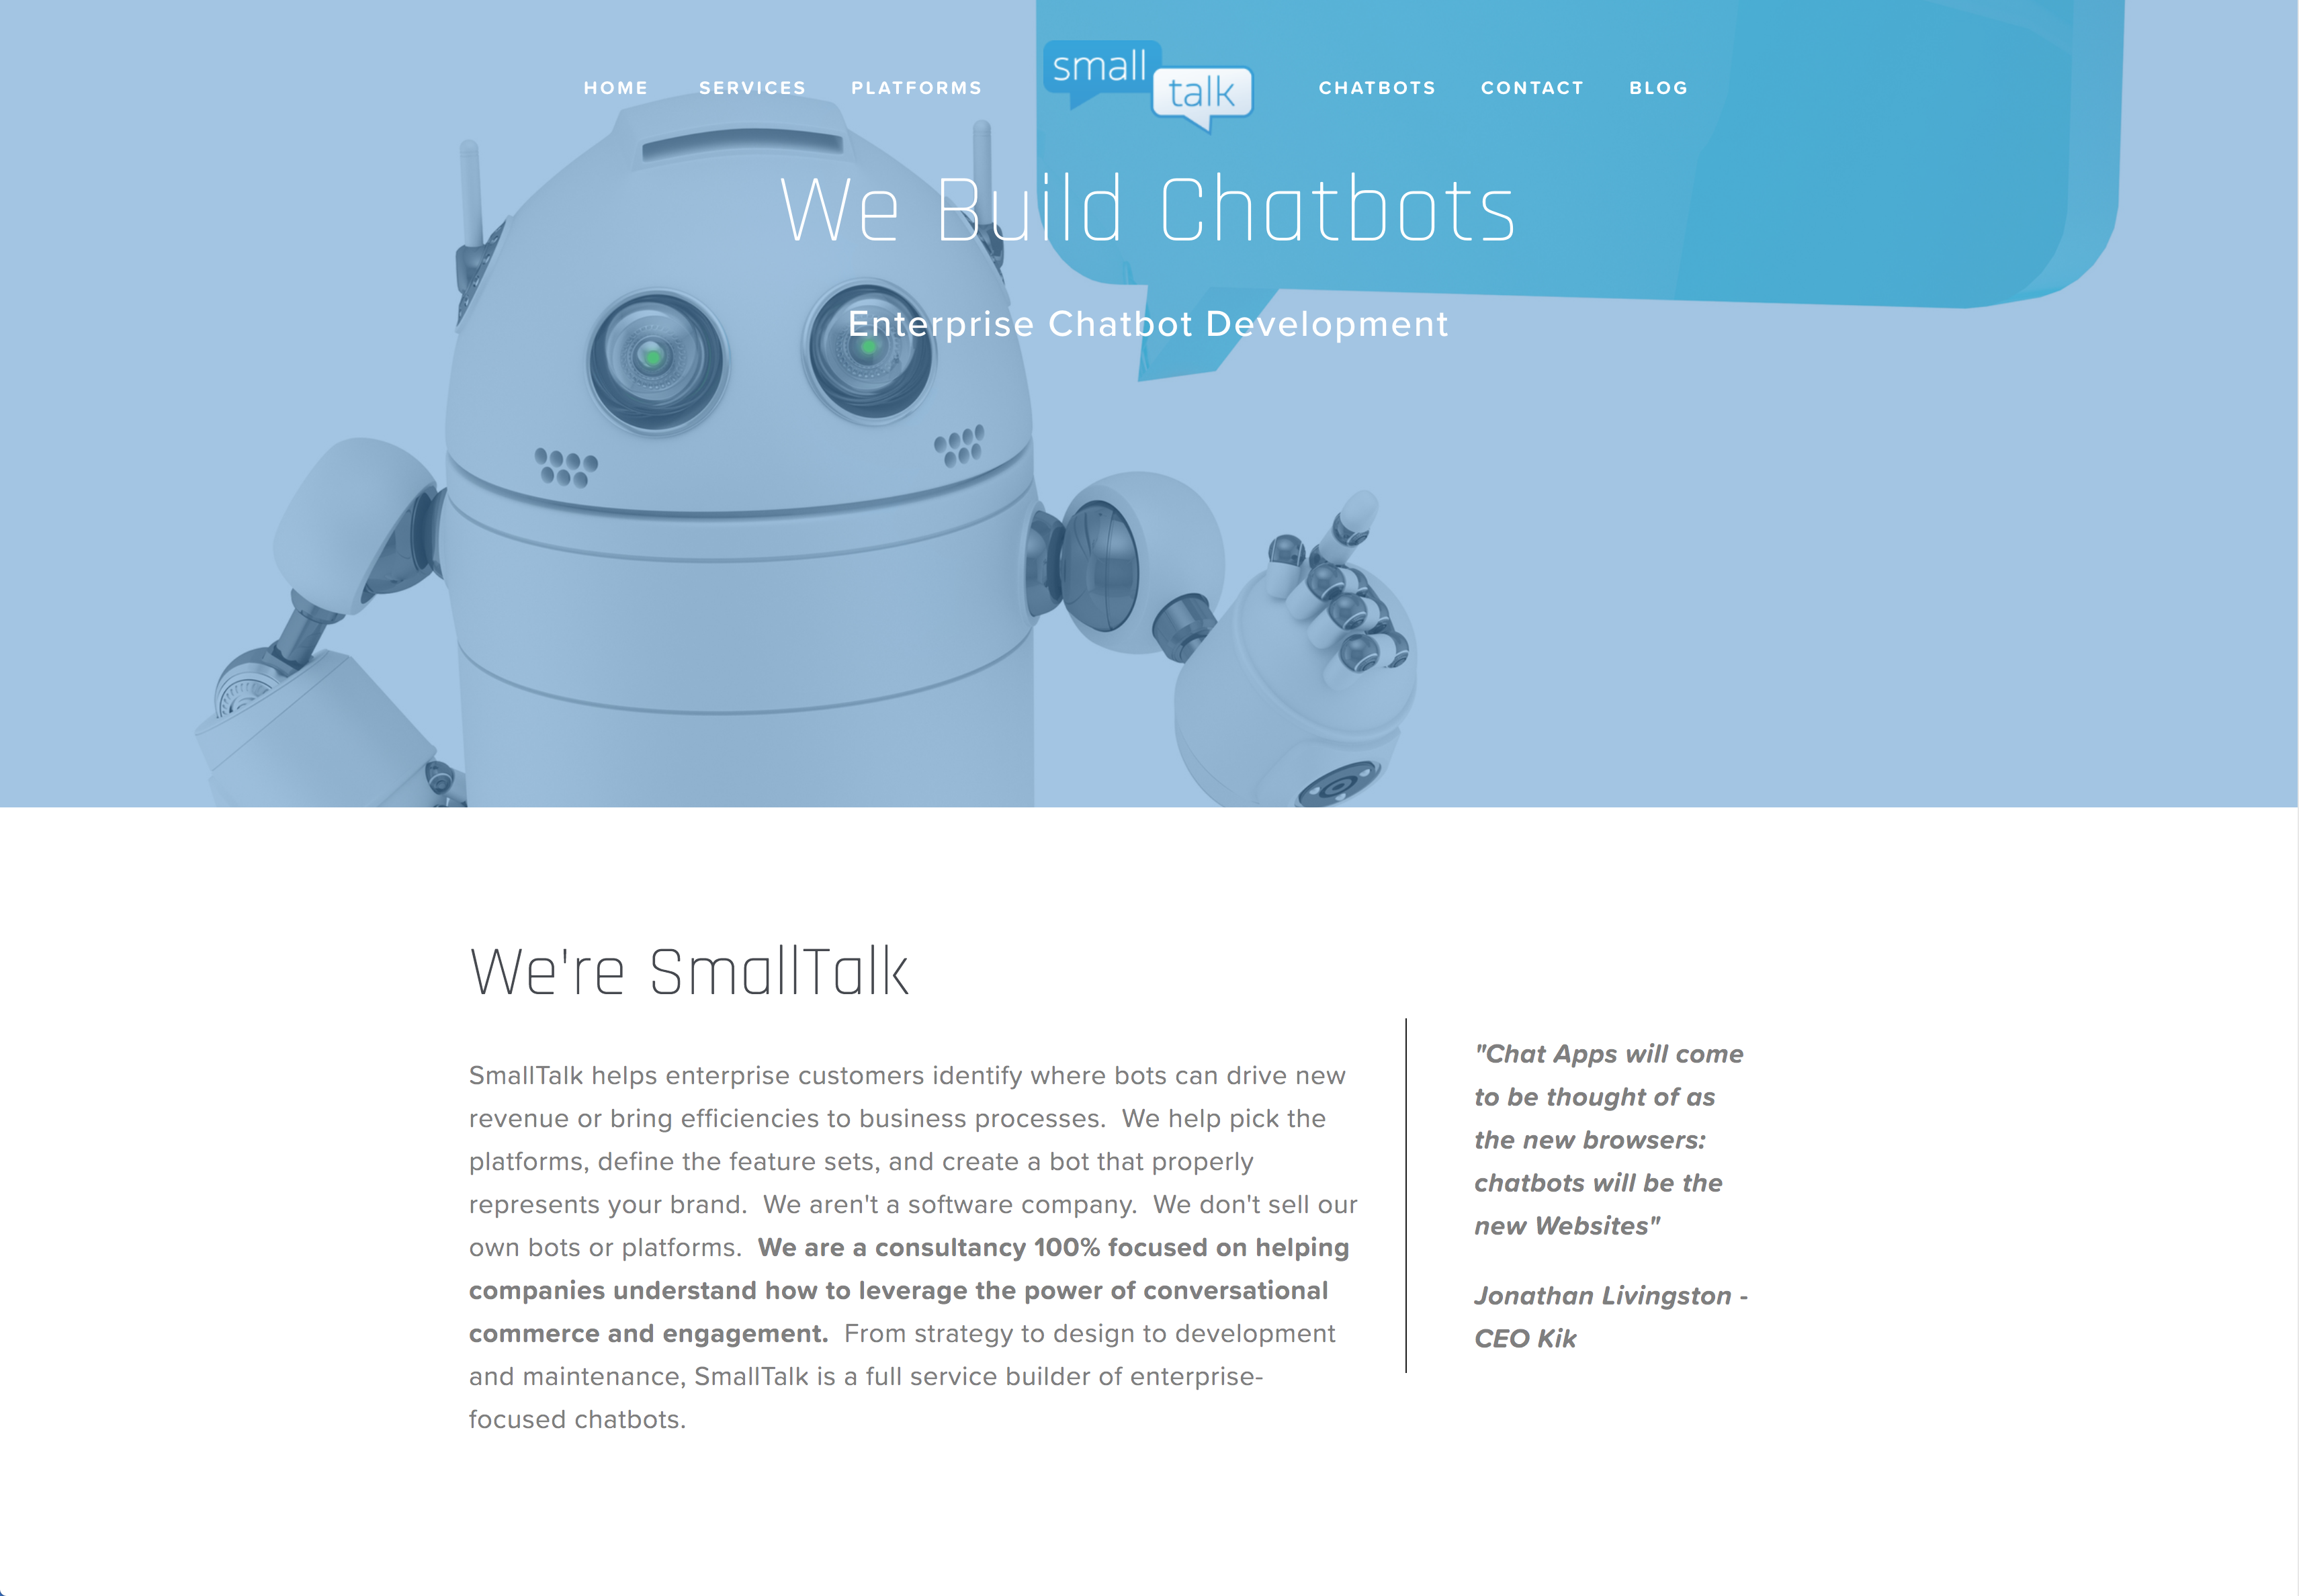 HOME SERVICES PLATFORMS small talk CHATBOTS CONTACT BLOG
We Build Chatbots
Enterprise Chatbot Development
We're SmallTalk
SmallTalk helps enterprise customers identify where bots can drive new
revenue or bring efficiencies to business processes.  We help pick the
platforms, define the feature sets, and create a bot that properly
represents your brand.  We aren't a software company.  We don't sell our
own bots or platforms.  We are a consultancy 100% focused on helping
companies understand how to leverage the power of conversational
commerce and engagement.  From strategy to design to development
and maintenance, SmallTalk is a full service builder of enterprise-
focused chatbots.
"Chat Apps will come
to be thought of as
the new browsers:
chatbots will be the
new Websites"
Jonathan Livingston -
CEO Kik